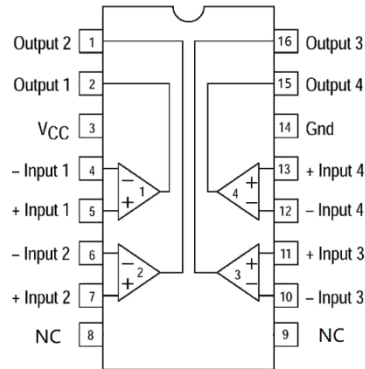 Output 2 1 16 Output 3
Output 1 2 15 Output 4
VCC 3 14 Gnd
– Input 1 4 – 1 + 4 13 + Input 4
+ Input 1 5 + – 12 – Input 4
– Input 2 6 – 2 + 3 11 + Input 3
+ Input 2 7 + – 10 – Input 3
NC 8 9 NC